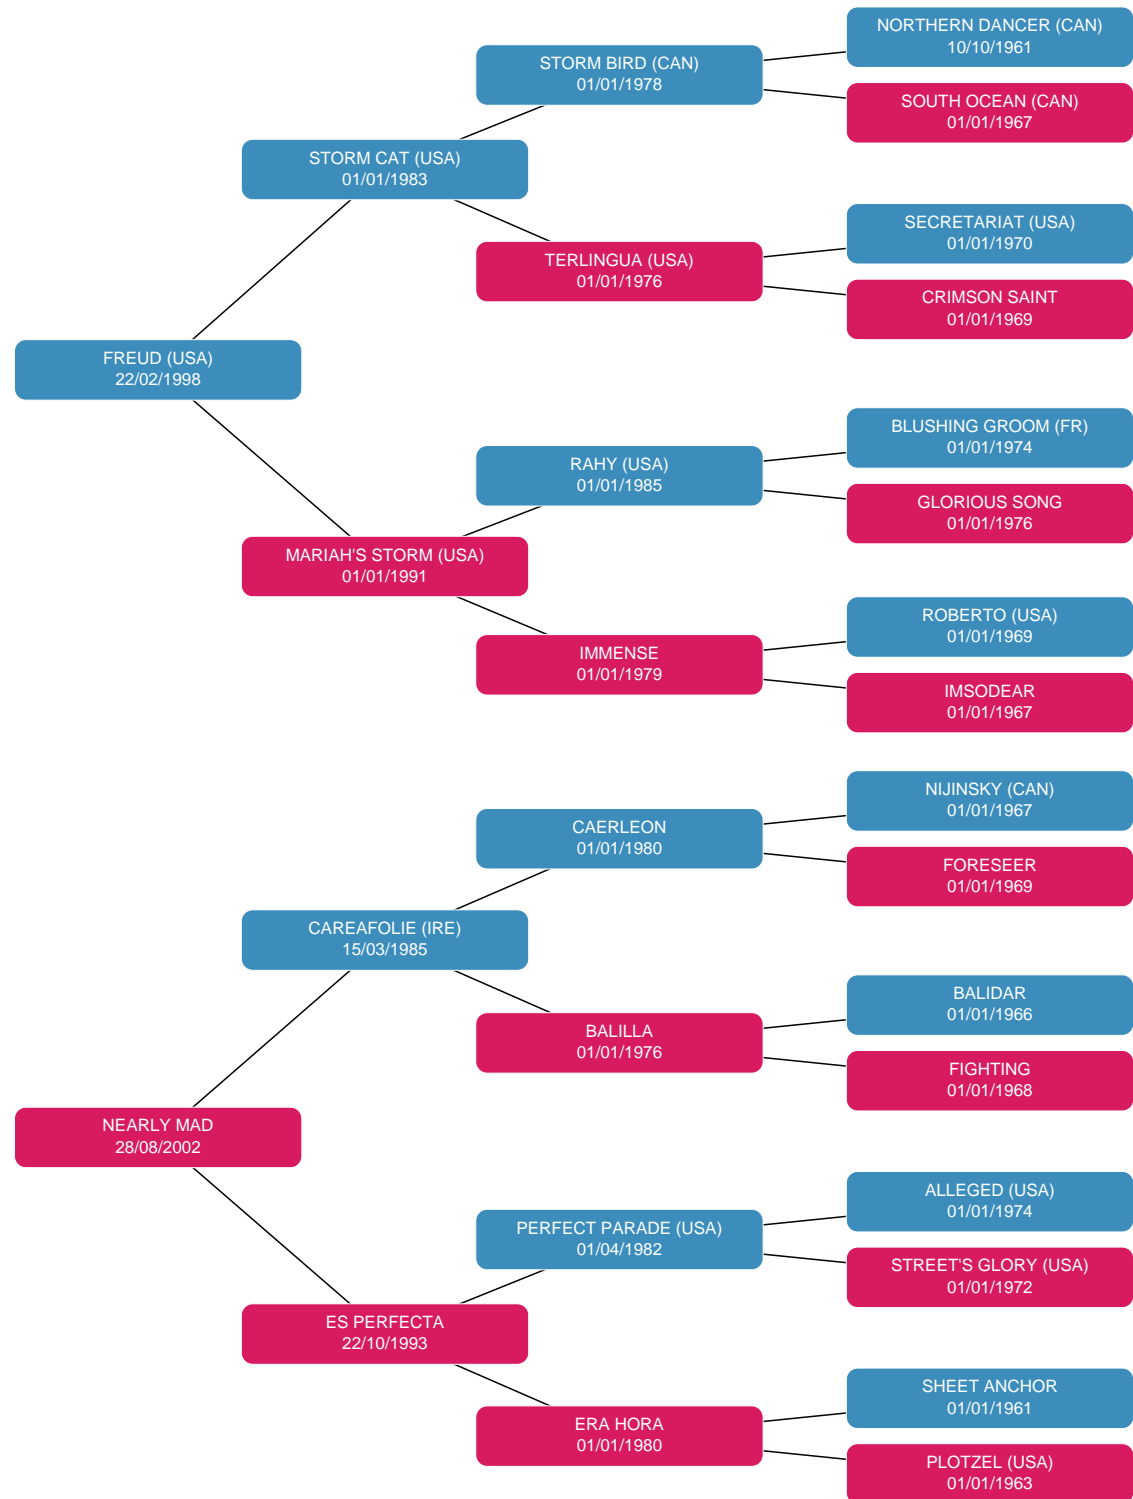 NORTHERN DANCER (CAN)
10/10/1961
STORM BIRD (CAN)
01/01/1978
SOUTH OCEAN (CAN)
01/01/1967
STORM CAT (USA)
01/01/1983
SECRETARIAT (USA)
01/01/1970
TERLINGUA (USA)
01/01/1976
CRIMSON SAINT
01/01/1969
FREUD (USA)
22/02/1998
BLUSHING GROOM (FR)
01/01/1974
RAHY (USA)
01/01/1985
GLORIOUS SONG
01/01/1976
MARIAH'S STORM (USA)
01/01/1991
ROBERTO (USA)
01/01/1969
IMMENSE
01/01/1979
IMSODEAR
01/01/1967
NIJINSKY (CAN)
01/01/1967
CAERLEON
01/01/1980
FORESEER
01/01/1969
CAREAFOLIE (IRE)
15/03/1985
BALIDAR
01/01/1966
BALILLA
01/01/1976
FIGHTING
01/01/1968
NEARLY MAD
28/08/2002
ALLEGED (USA)
01/01/1974
PERFECT PARADE (USA)
01/04/1982
STREET'S GLORY (USA)
01/01/1972
ES PERFECTA
22/10/1993
SHEET ANCHOR
01/01/1961
ERA HORA
01/01/1980
PLOTZEL (USA)
01/01/1963